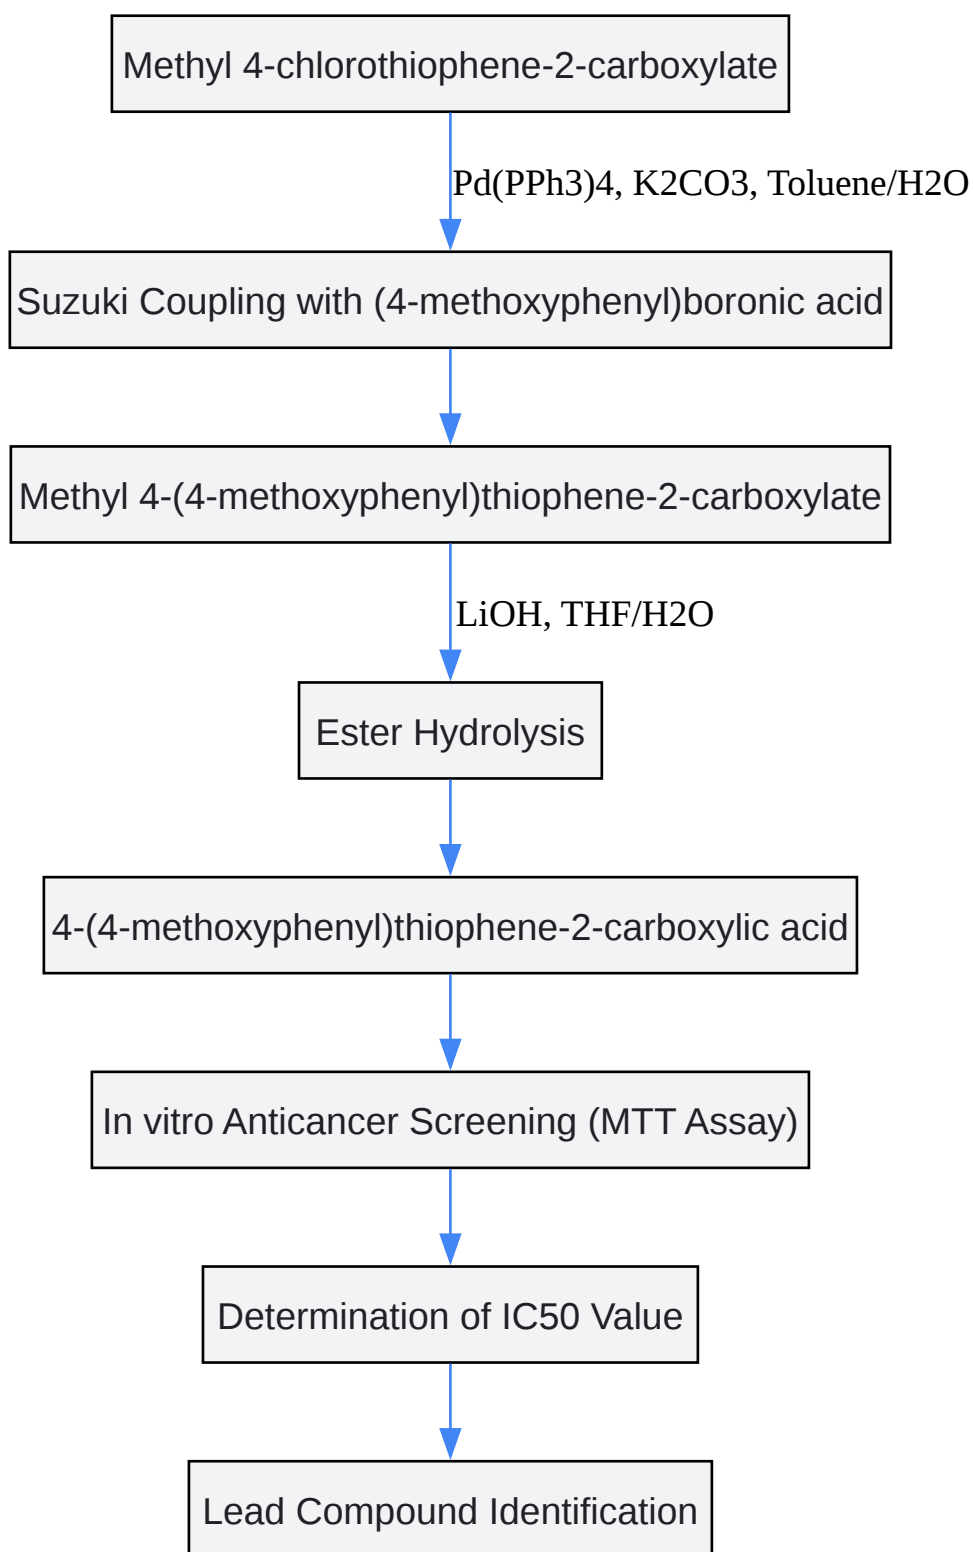 Methyl 4-chlorothiophene-2-carboxylate
Pd(PPh3)4, K2CO3, Toluene/H2O
Suzuki Coupling with (4-methoxyphenyl)boronic acid
Methyl 4-(4-methoxyphenyl)thiophene-2-carboxylate
LiOH, THF/H2O
Ester Hydrolysis
4-(4-methoxyphenyl)thiophene-2-carboxylic acid
In vitro Anticancer Screening (MTT Assay)
Determination of IC50 Value
Lead Compound Identification